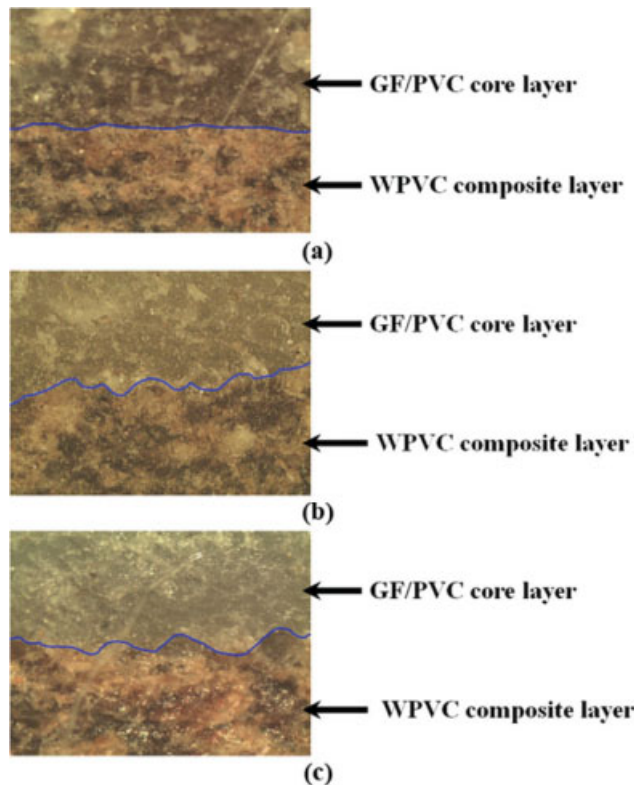 GF/PVC core layer
WPVC composite layer
(a)
GF/PVC core layer
WPVC composite layer
(b)
GF/PVC core layer
WPVC composite layer
(c)